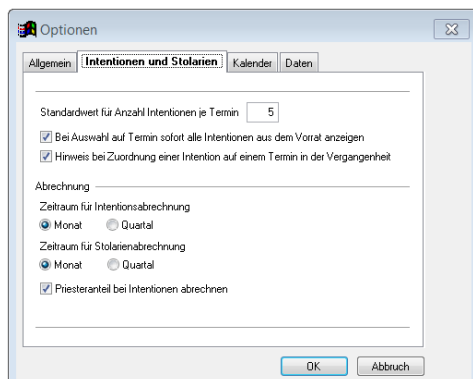 Optionen
Allgemein Intentionen und Stolarien Kalender Daten
Standardwert für Anzahl Intentionen je Termin 5
Bei Auswahl auf Termin sofort alle Intentionen aus dem Vorrat anzeigen
Hinweis bei Zuordnung einer Intention auf einem Termin in der Vergangenheit
Abrechnung
Zeitraum für Intentionsabrechnung
Monat Quartal
Zeitraum für Stolarienabrechnung
Monat Quartal
Priesteranteil bei Intentionen abrechnen
OK Abbruch